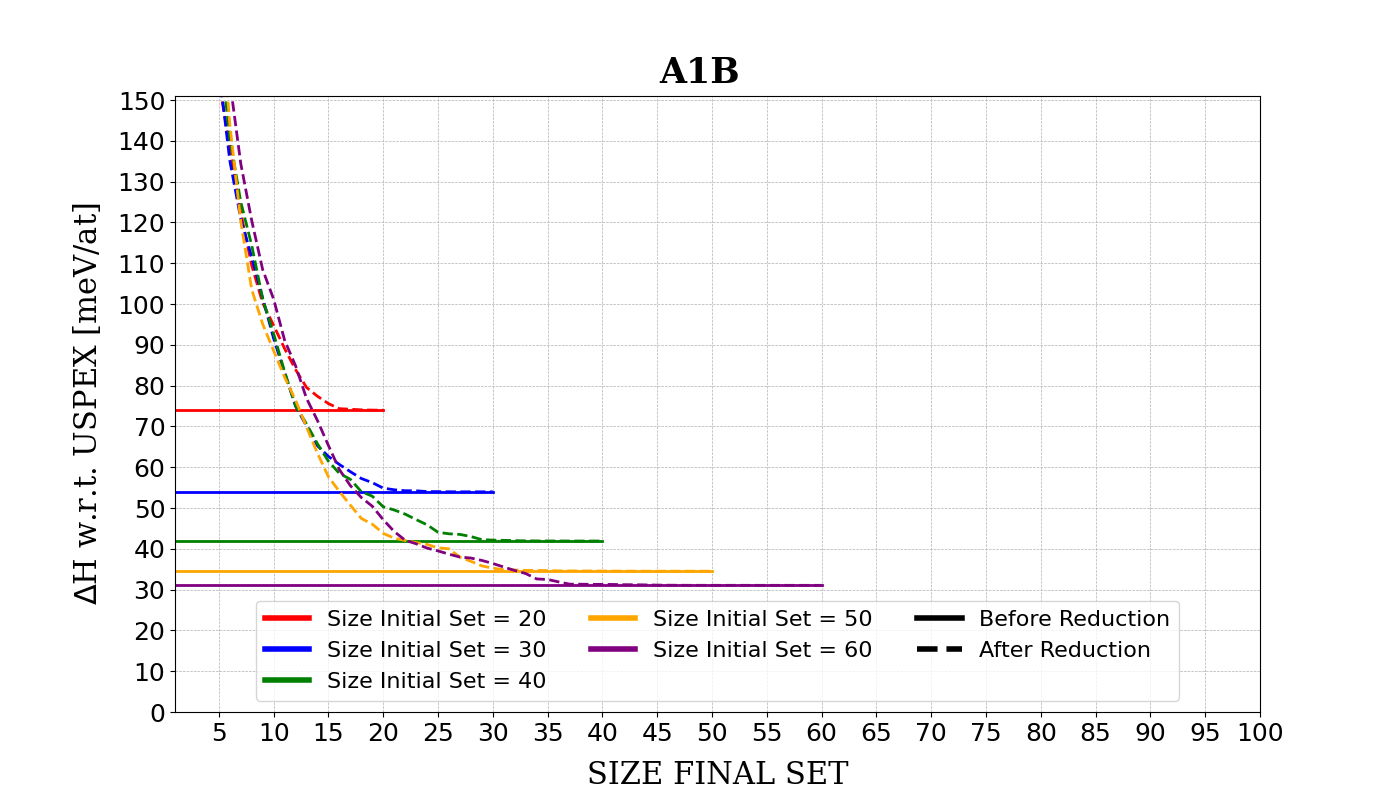 A1B
ΔH w.r.t. USPEX [meV/at]
150
140
130
120
110
100
90
80
70
60
50
40
30
20
10
0
Size Initial Set = 20
Size Initial Set = 30
Size Initial Set = 40
Size Initial Set = 50
Size Initial Set = 60
Before Reduction
After Reduction
5 10 15 20 25 30 35 40 45 50 55 60 65 70 75 80 85 90 95 100
SIZE FINAL SET